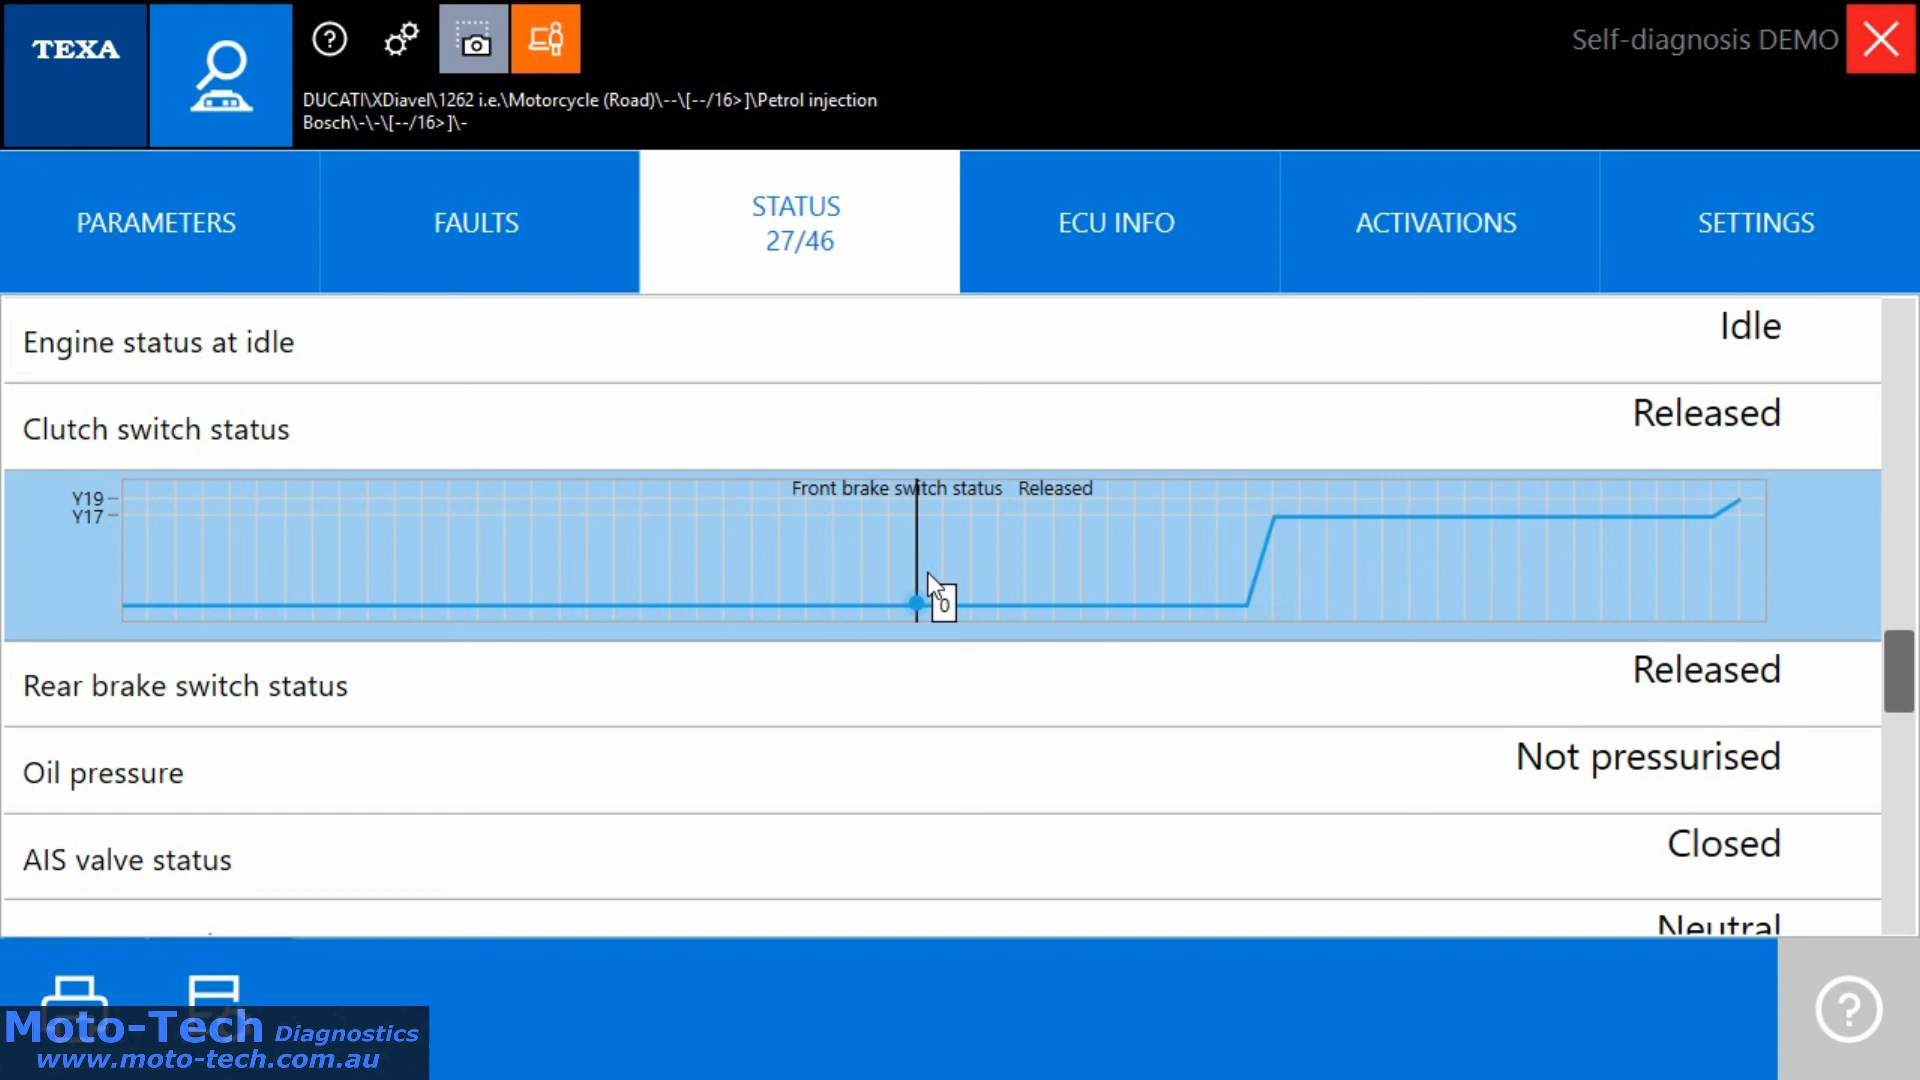 TEXA
Self-diagnosis DEMO
DUCATI\XDiavel\1262 i.e.\Motorcycle (Road)\--\[--/16>]\Petrol injection
Bosch\-\-\[--/16>]\-
PARAMETERS
FAULTS
STATUS
27/46
ECU INFO
ACTIVATIONS
SETTINGS
Engine status at idle
Idle
Clutch switch status
Released
Front brake switch status Released
Y19
Y17
0
Rear brake switch status
Released
Oil pressure
Not pressurised
AIS valve status
Closed
Neutral
Moto-Tech Diagnostics
www.moto-tech.com.au